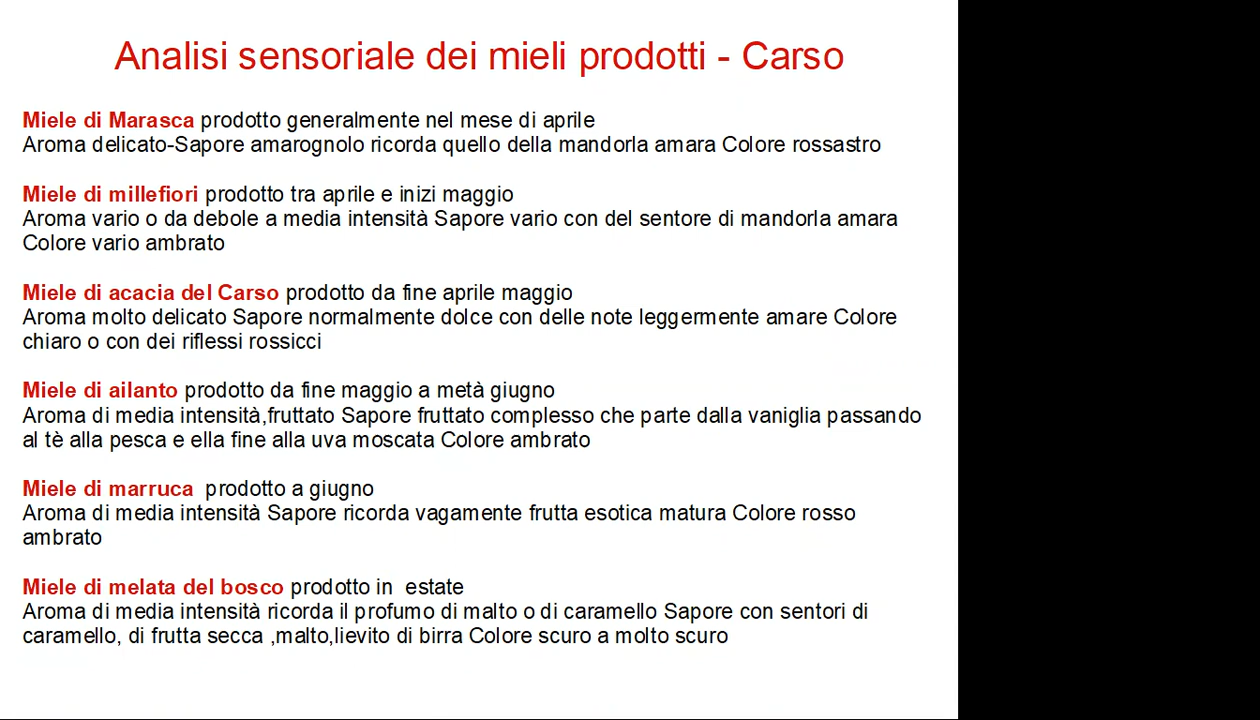 Analisi sensoriale dei mieli prodotti - Carso
Miele di Marasca prodotto generalmente nel mese di aprile
Aroma delicato-Sapore amarognolo ricorda quello della mandorla amara Colore rossastro
Miele di millefiori prodotto tra aprile e inizi maggio
Aroma vario o da debole a media intensità Sapore vario con del sentore di mandorla amara
Colore vario ambrato
Miele di acacia del Carso prodotto da fine aprile maggio
Aroma molto delicato Sapore normalmente dolce con delle note leggermente amare Colore
chiaro o con dei riflessi rossicci
Miele di ailanto prodotto da fine maggio a metà giugno
Aroma di media intensità,fruttato Sapore fruttato complesso che parte dalla vaniglia passando
al tè alla pesca e ella fine alla uva moscata Colore ambrato
Miele di marruca  prodotto a giugno
Aroma di media intensità Sapore ricorda vagamente frutta esotica matura Colore rosso
ambrato
Miele di melata del bosco prodotto in  estate
Aroma di media intensità ricorda il profumo di malto o di caramello Sapore con sentori di
caramello, di frutta secca ,malto,lievito di birra Colore scuro a molto scuro